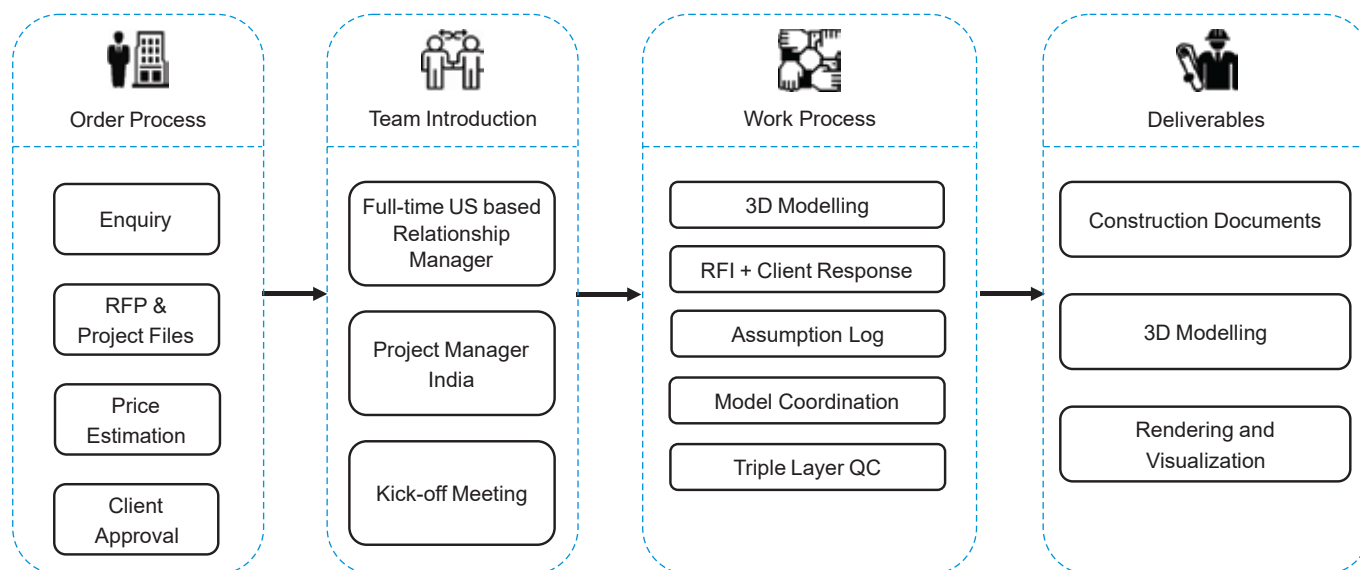 Order Process
Enquiry
RFP &
Project Files
Price
Estimation
Client
Approval
Team Introduction
Full-time US based
Relationship
Manager
Project Manager
India
Kick-off Meeting
Work Process
3D Modelling
RFI + Client Response
Assumption Log
Model Coordination
Triple Layer QC
Deliverables
Construction Documents
3D Modelling
Rendering and
Visualization